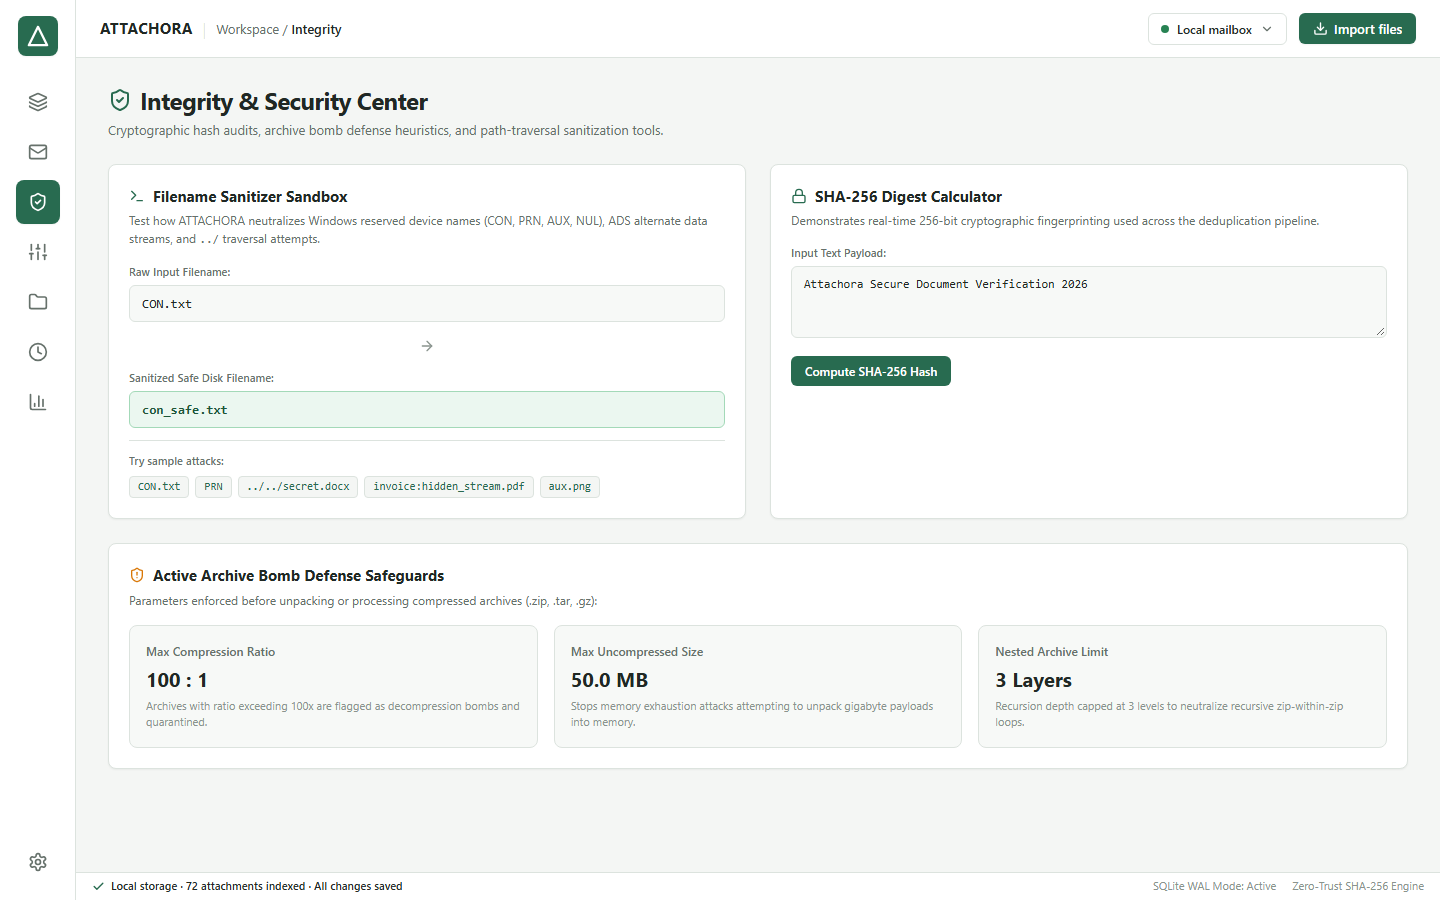 ATTACHORA
Workspace / Integrity
Local mailbox
Import files
Integrity & Security Center
Cryptographic hash audits, archive bomb defense heuristics, and path-traversal sanitization tools.
Filename Sanitizer Sandbox
Test how ATTACHORA neutralizes Windows reserved device names (CON, PRN, AUX, NUL), ADS alternate data
streams, and ../ traversal attempts.
Raw Input Filename:
CON.txt
→
Sanitized Safe Disk Filename:
con_safe.txt
Try sample attacks:
CON.txt PRN ../../secret.docx invoice:hidden_stream.pdf aux.png
SHA-256 Digest Calculator
Demonstrates real-time 256-bit cryptographic fingerprinting used across the deduplication pipeline.
Input Text Payload:
Attachora Secure Document Verification 2026
Compute SHA-256 Hash
Active Archive Bomb Defense Safeguards
Parameters enforced before unpacking or processing compressed archives (.zip, .tar, .gz):
Max Compression Ratio
100 : 1
Archives with ratio exceeding 100x are flagged as decompression bombs and
quarantined.
Max Uncompressed Size
50.0 MB
Stops memory exhaustion attacks attempting to unpack gigabyte payloads
into memory.
Nested Archive Limit
3 Layers
Recursion depth capped at 3 levels to neutralize recursive zip-within-zip
loops.
Local storage · 72 attachments indexed · All changes saved
SQLite WAL Mode: Active
Zero-Trust SHA-256 Engine